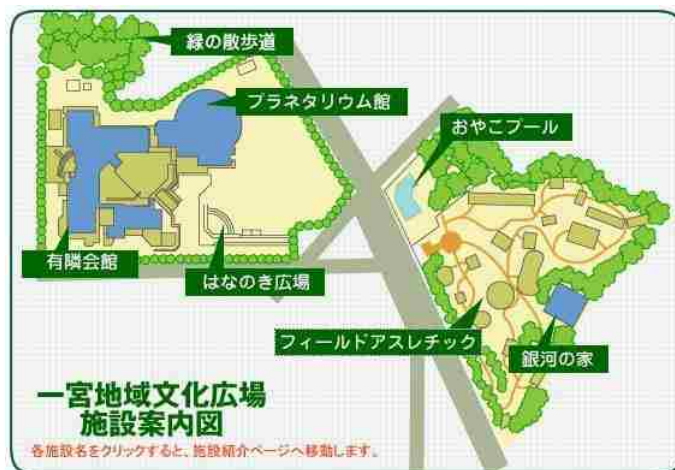 緑の散歩道
プラネタリウム館
おやこプール
有隣会館
はなのき広場
フィールドアスレチック
銀河の家
一宮地域文化広場
施設案内図
各施設名をクリックすると、施設紹介ページへ移動します。